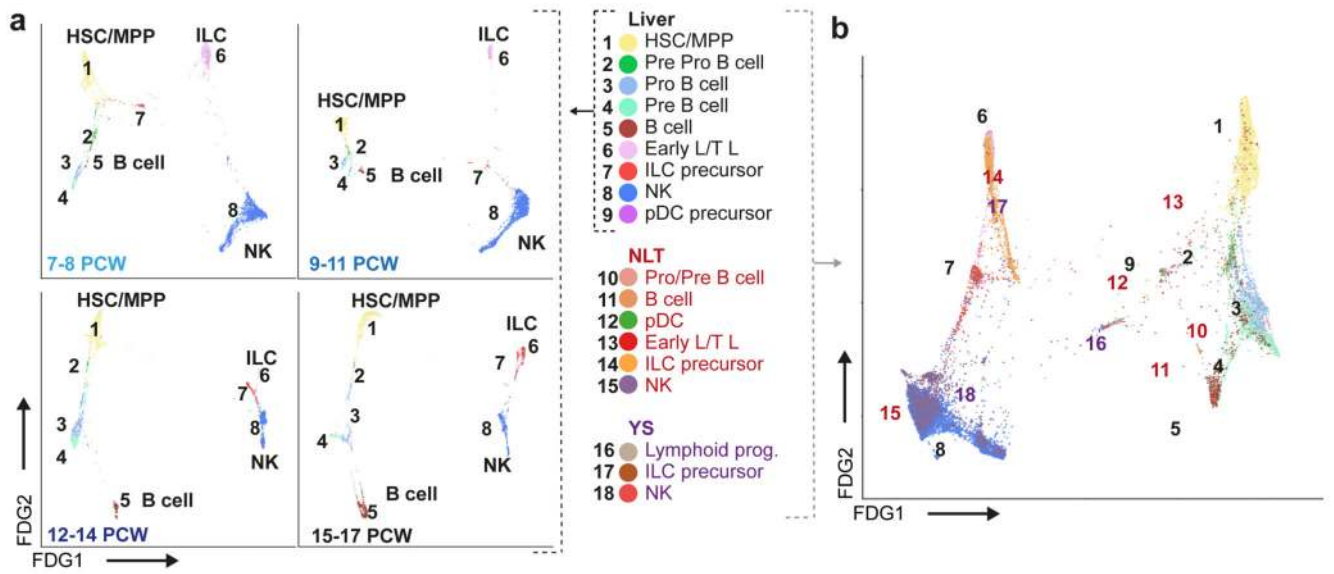 a
HSC/MPP
ILC
1
6
7
2
3
5 B cell
4
8
NK
7-8 PCW
ILC
6
HSC/MPP
1
2
3
4
5 B cell
7
8
NK
9-11 PCW
HSC/MPP
1
2
3
4
ILC
6
7
8
NK
5 B cell
12-14 PCW
HSC/MPP
1
2
3
4
ILC
6
7
8
NK
B cell
5
15-17 PCW
FDG2
FDG1
Liver
1 HSC/MPP
2 Pre Pro B cell
3 Pro B cell
4 Pre B cell
5 B cell
6 Early L/T L
7 ILC precursor
8 NK
9 pDC precursor
NLT
10 Pro/Pre B cell
11 B cell
12 pDC
13 Early L/T L
14 ILC precursor
15 NK
YS
16 Lymphoid prog.
17 ILC precursor
18 NK
b
6
1
14
17
13
7
9
2
12
3
16
10
4
11
18
15
5
8
FDG2
FDG1